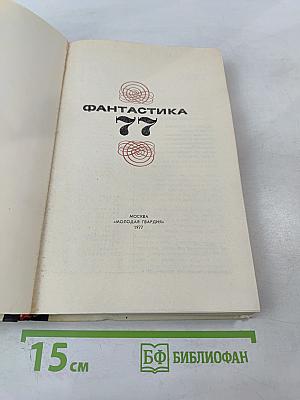 ФАНТАСТИКА
77
МОСКВА
«МОЛОДАЯ ГВАРДИЯ»
1977
15 см
БФ БИБЛИОФАН